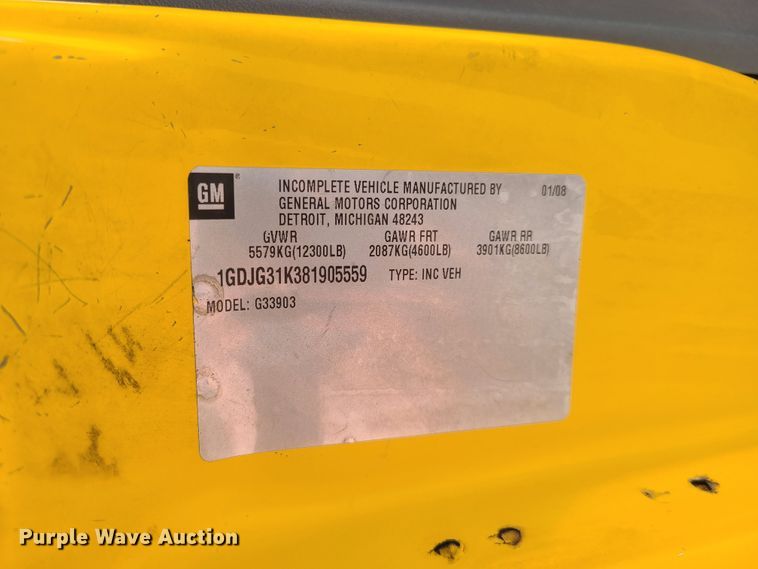 GM ® INCOMPLETE VEHICLE MANUFACTURED BY 01/08
GENERAL MOTORS CORPORATION
DETROIT, MICHIGAN 48243
GVWR GAWR FRT GAWR RR
5579KG(12300LB) 2087KG(4600LB) 3901KG(8600LB)
1GDJG31K381905559 TYPE: INC VEH
MODEL: G33903
Purple Wave Auction